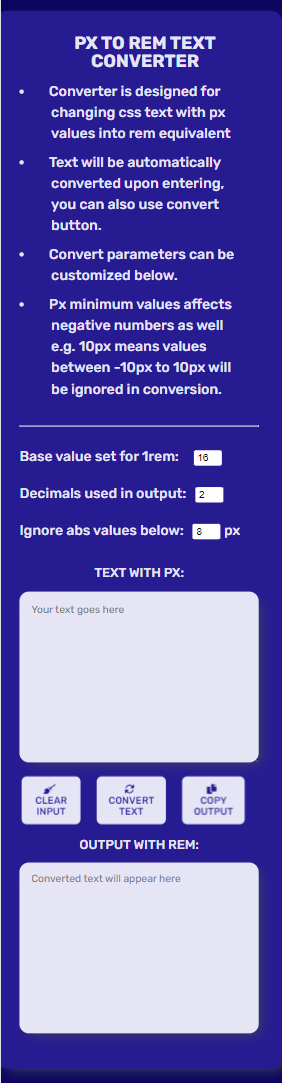 PX TO REM TEXT
CONVERTER
• Converter is designed for
changing css text with px
values into rem equivalent
• Text will be automatically
converted upon entering,
you can also use convert
button.
• Convert parameters can be
customized below.
• Px minimum values affects
negative numbers as well
e.g. 10px means values
between -10px to 10px will
be ignored in conversion.
Base value set for 1rem: 16
Decimals used in output: 2
Ignore abs values below: 8 px
TEXT WITH PX:
Your text goes here
CLEAR INPUT
CONVERT TEXT
COPY OUTPUT
OUTPUT WITH REM:
Converted text will appear here